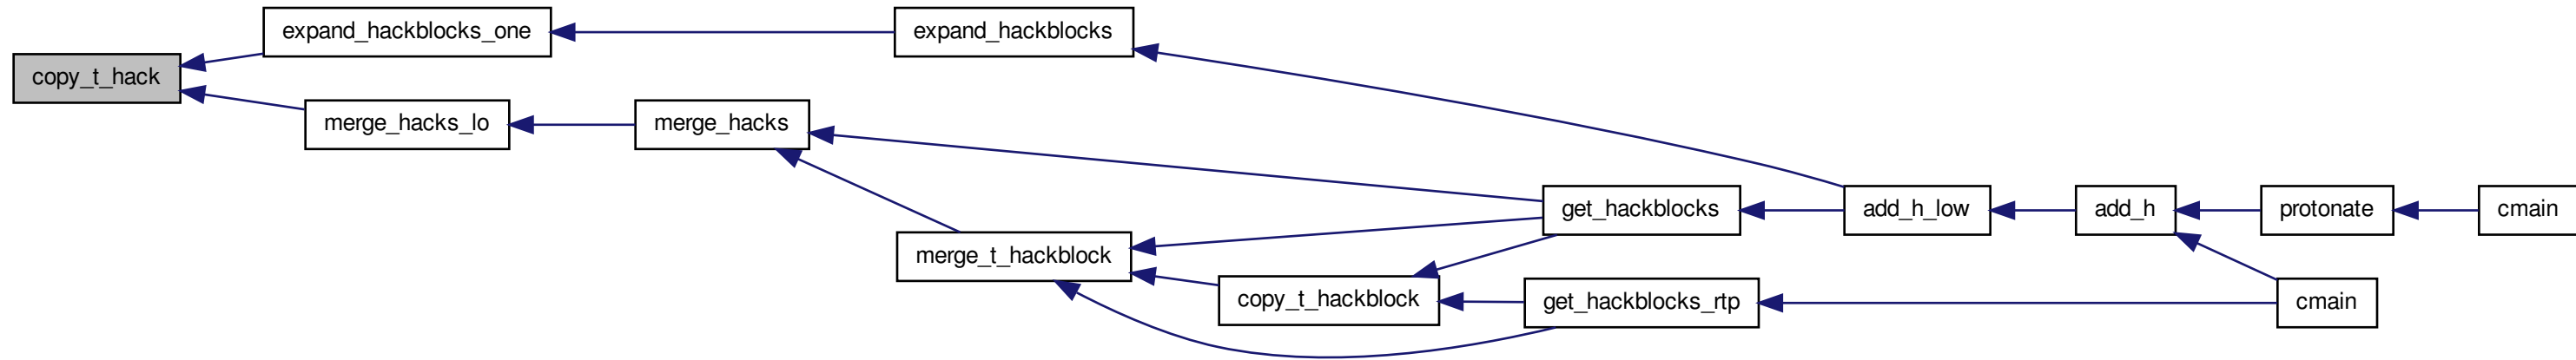 copy_t_hack
expand_hackblocks_one
expand_hackblocks
merge_hacks_lo
merge_hacks
merge_t_hackblock
copy_t_hackblock
get_hackblocks
get_hackblocks_rtp
add_h_low
add_h
protonate
cmain
cmain